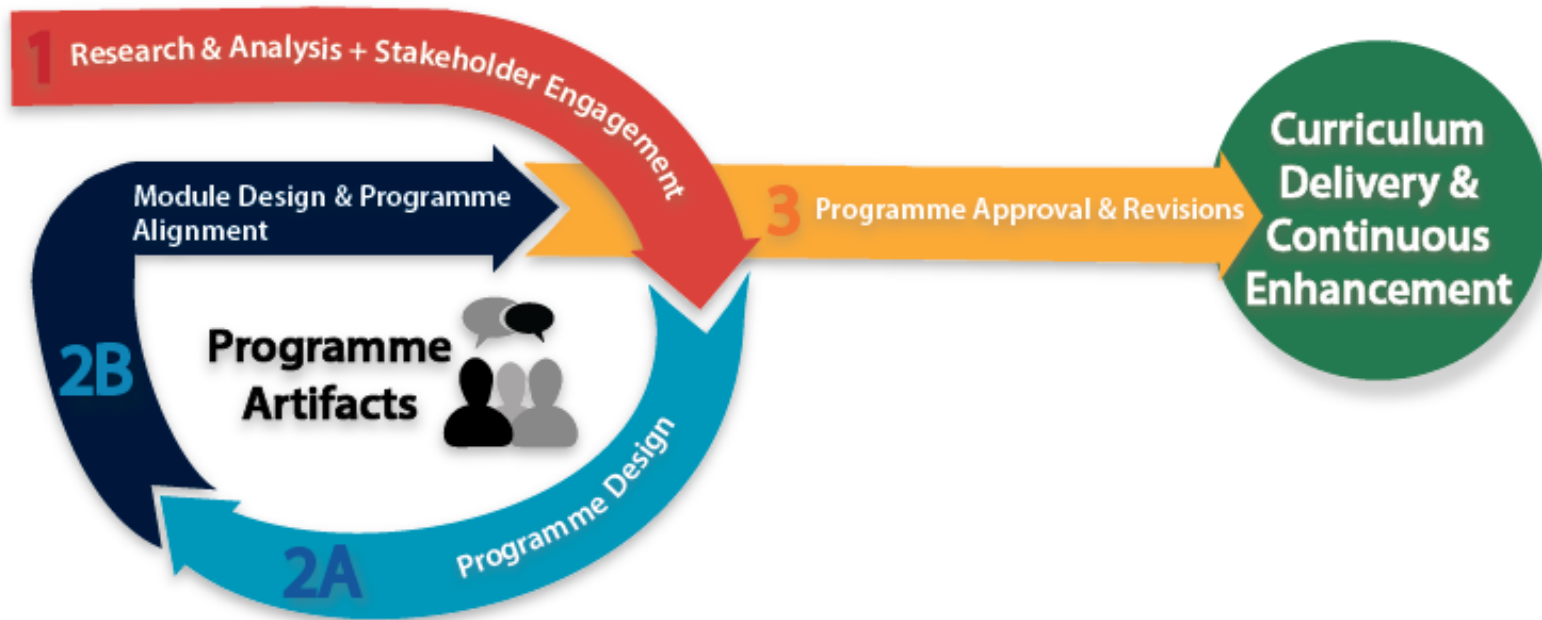 1 Research & Analysis + Stakeholder Engagement
Module Design & Programme
Alignment
3 Programme Approval & Revisions
Curriculum
Delivery &
Continuous
Enhancement
2B
Programme
Artifacts
2A Programme Design